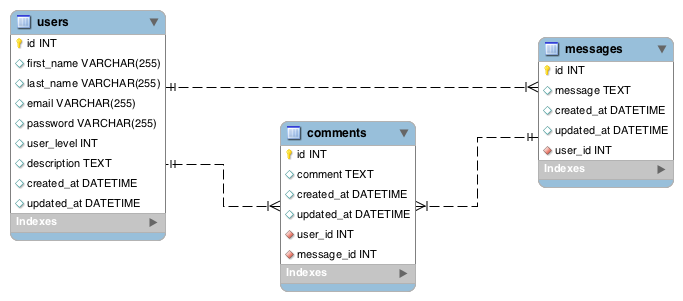 users
id INT
first_name VARCHAR(255)
last_name VARCHAR(255)
email VARCHAR(255)
password VARCHAR(255)
user_level INT
description TEXT
created_at DATETIME
updated_at DATETIME
Indexes
comments
id INT
comment TEXT
created_at DATETIME
updated_at DATETIME
user_id INT
message_id INT
Indexes
messages
id INT
message TEXT
created_at DATETIME
updated_at DATETIME
user_id INT
Indexes